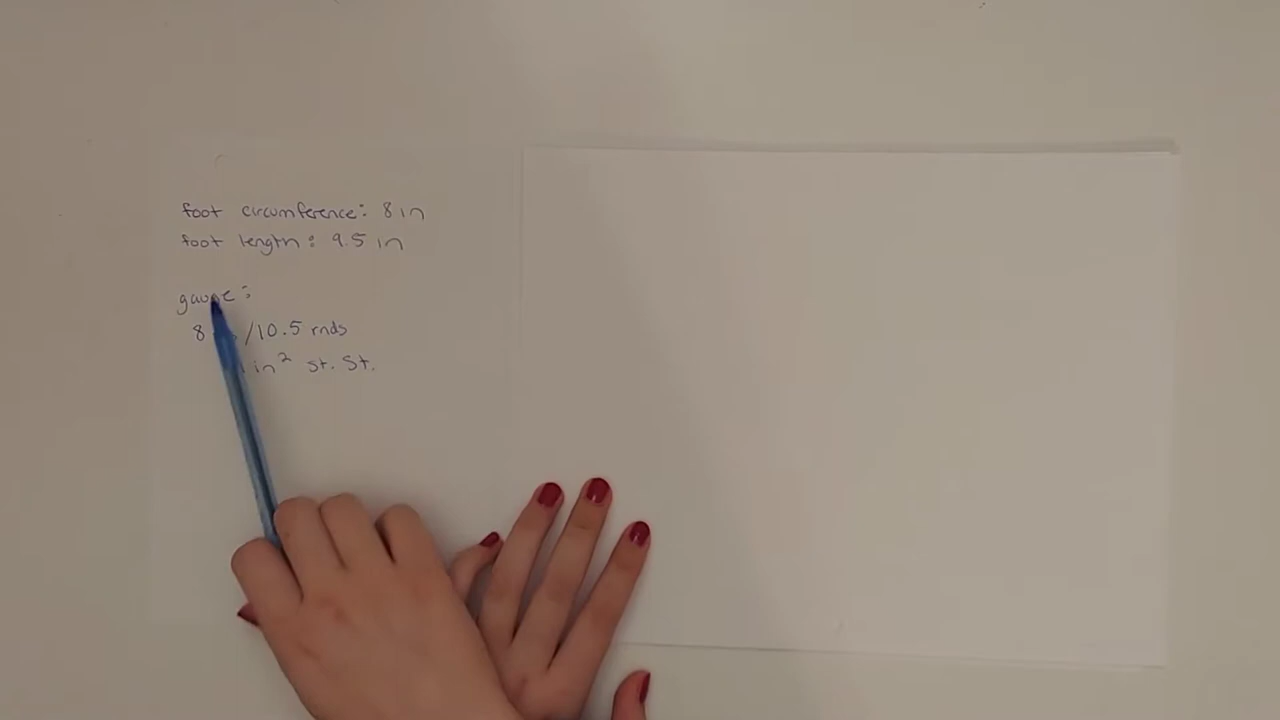 foot circumference: 8 in
foot length: 9.5 in
gauge:
8 /10.5 rnds
in² St. St.